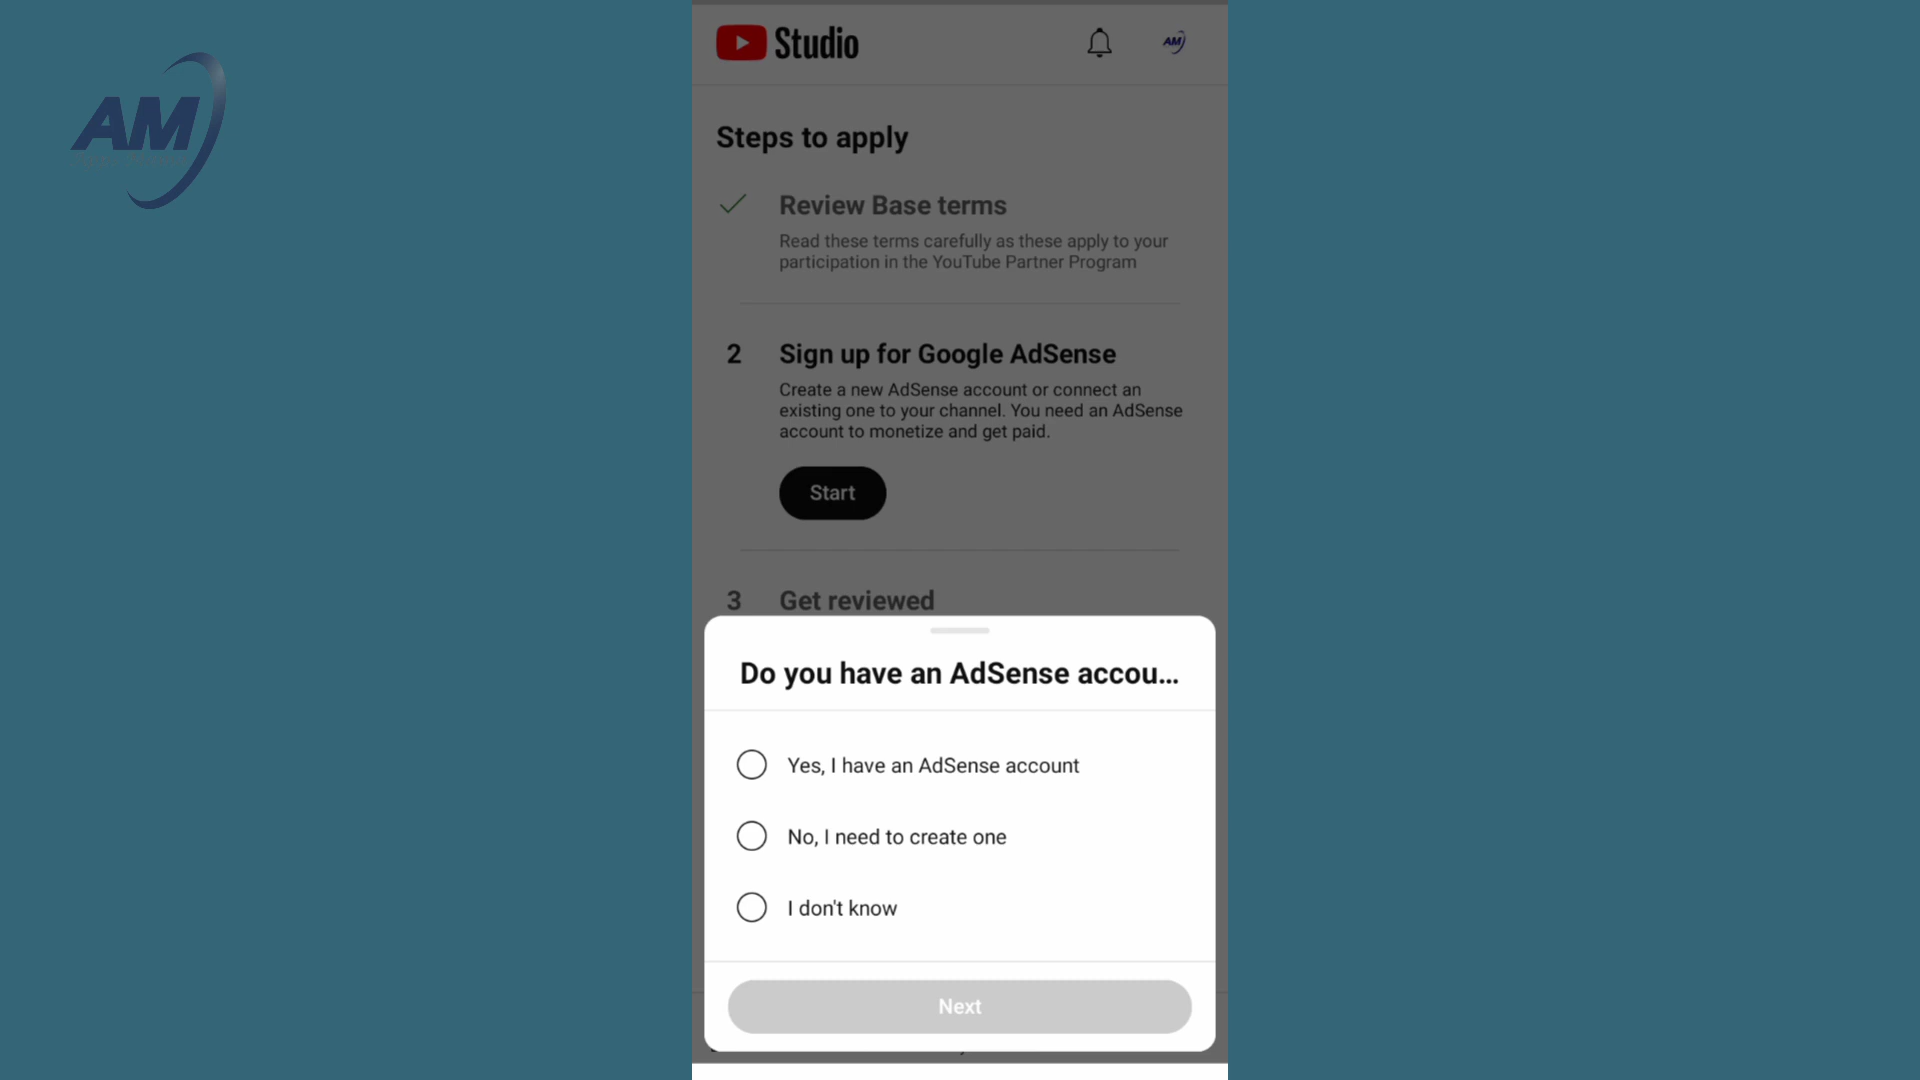 AM
Studio
AM
Steps to apply
Review Base terms
Read these terms carefully as these apply to your
participation in the YouTube Partner Program
2 Sign up for Google AdSense
Create a new AdSense account or connect an
existing one to your channel. You need an AdSense
account to monetize and get paid.
Start
3 Get reviewed
Do you have an AdSense accou...
Yes, I have an AdSense account
No, I need to create one
I don't know
Next